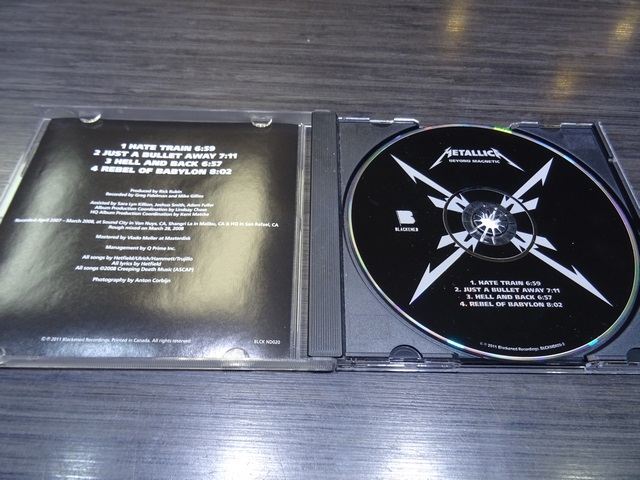 1 HATE TRAIN 6:59
2 JUST A BULLET AWAY 7:11
3 HELL AND BACK 6:57
4 REBEL OF BABYLON 8:02
Produced by Rick Rubin
Recorded by Greg Fidelman and Mike Gillies
Assisted by Sara Lyn Killion, Joshua Smith, Adam Fuller
Album Production Coordination by Lindsay Chase
HQ Album Production Coordination by Kent Matcke
Recorded April 2007 – March 2008, at Sound City in Van Nuys, CA, Shangri La in Malibu, CA & HQ in San Rafael, CA
Rough mixed on March 28, 2008
Mastered by Vlado Meller at Masterdisk
Management by Q Prime Inc.
All songs by Hetfield/Ulrich/Hammett/Trujillo
All lyrics by Hetfield
All songs ©2008 Creeping Death Music (ASCAP)
Photography by Anton Corbijn
©℗ 2011 Blackened Recordings. Printed in Canada. All rights reserved.
BLCK ND020
METALLICA
BEYOND MAGNETIC
B
BLACKENED
1. HATE TRAIN 6:59
2. JUST A BULLET AWAY 7:11
3. HELL AND BACK 6:57
4. REBEL OF BABYLON 8:02
©℗ 2011 Blackened Recordings.